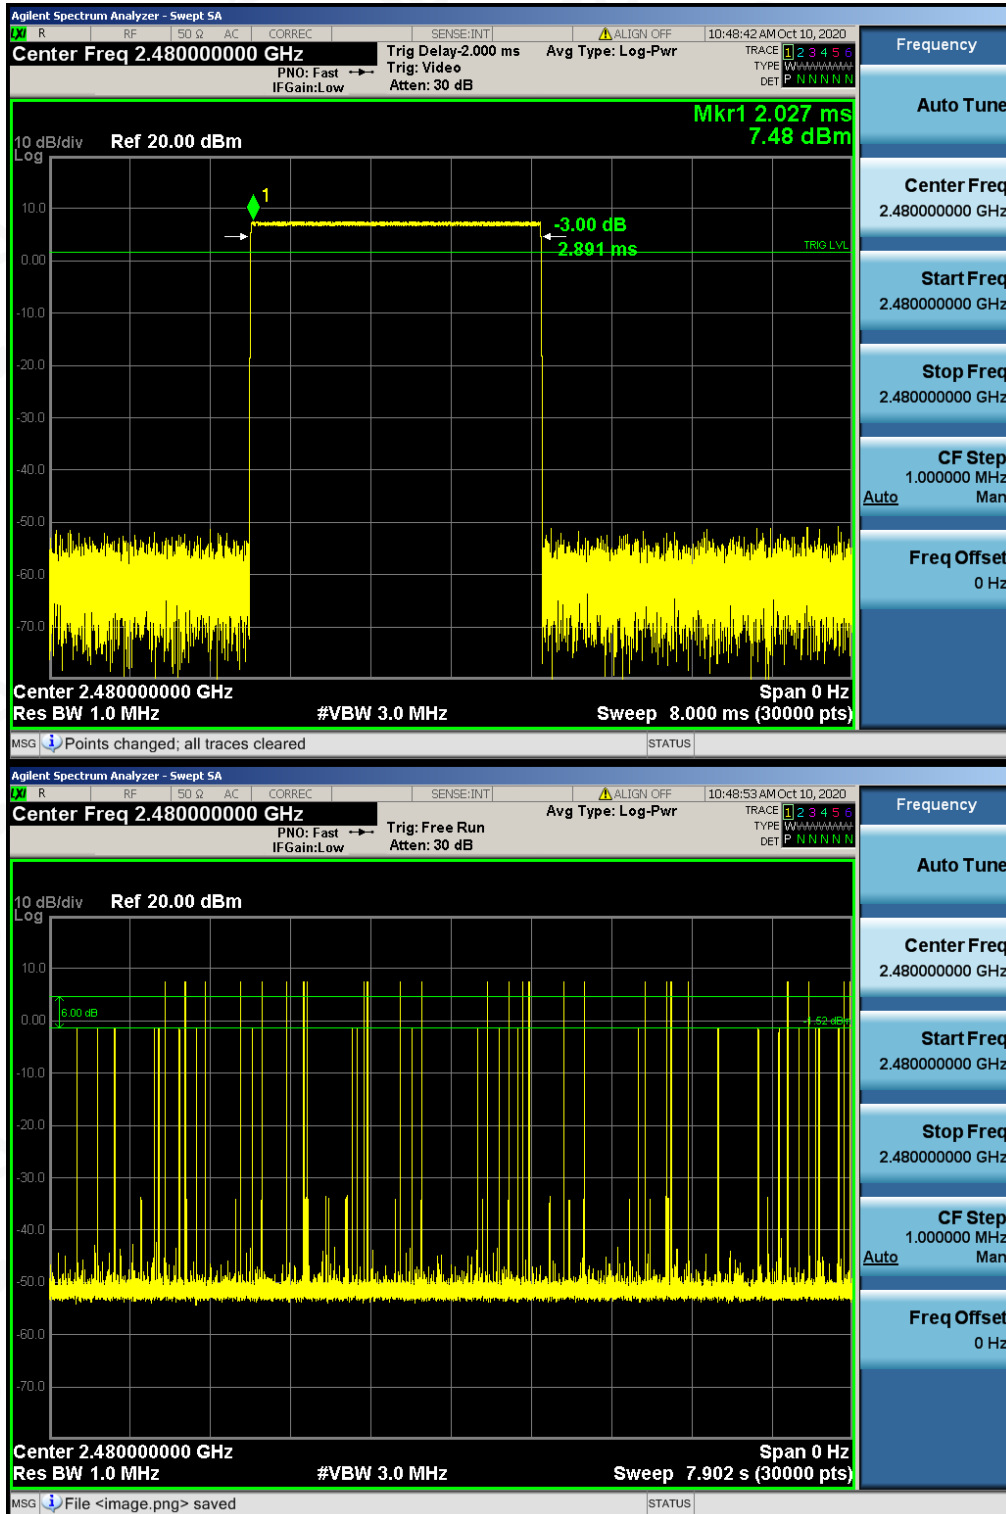 Agilent Spectrum Analyzer - Swept SA
LXI R RF 50 Ω AC CORREC SENSE:INT ALIGN OFF 10:48:42 AM Oct 10, 2020
Center Freq 2.480000000 GHz
PNO: Fast
IFGain:Low
Trig Delay-2.000 ms
Trig: Video
Atten: 30 dB
Avg Type: Log-Pwr
TRACE 1 2 3 4 5 6
TYPE WWWWWWW
DET P N N N N N
Mkr1 2.027 ms
7.48 dBm
10 dB/div Ref 20.00 dBm
Log
1
10.0
-3.00 dB
2.891 ms
TRIG LVL
0.00
-10.0
-20.0
-30.0
-40.0
-50.0
-60.0
-70.0
Center 2.480000000 GHz Span 0 Hz
Res BW 1.0 MHz #VBW 3.0 MHz Sweep 8.000 ms (30000 pts)
MSG Points changed; all traces cleared STATUS
Frequency
Auto Tune
Center Freq
2.480000000 GHz
Start Freq
2.480000000 GHz
Stop Freq
2.480000000 GHz
CF Step
1.000000 MHz
Auto Man
Freq Offset
0 Hz
Agilent Spectrum Analyzer - Swept SA
LXI R RF 50 Ω AC CORREC SENSE:INT ALIGN OFF 10:48:53 AM Oct 10, 2020
Center Freq 2.480000000 GHz
PNO: Fast
IFGain:Low
Trig: Free Run
Atten: 30 dB
Avg Type: Log-Pwr
TRACE 1 2 3 4 5 6
TYPE WWWWWWW
DET P N N N N N
10 dB/div Ref 20.00 dBm
Log
10.0
6.00 dB
0.00
-1.52 dBm
-10.0
-20.0
-30.0
-40.0
-50.0
-60.0
-70.0
Center 2.480000000 GHz Span 0 Hz
Res BW 1.0 MHz #VBW 3.0 MHz Sweep 7.902 s (30000 pts)
MSG File <image.png> saved STATUS
Frequency
Auto Tune
Center Freq
2.480000000 GHz
Start Freq
2.480000000 GHz
Stop Freq
2.480000000 GHz
CF Step
1.000000 MHz
Auto Man
Freq Offset
0 Hz